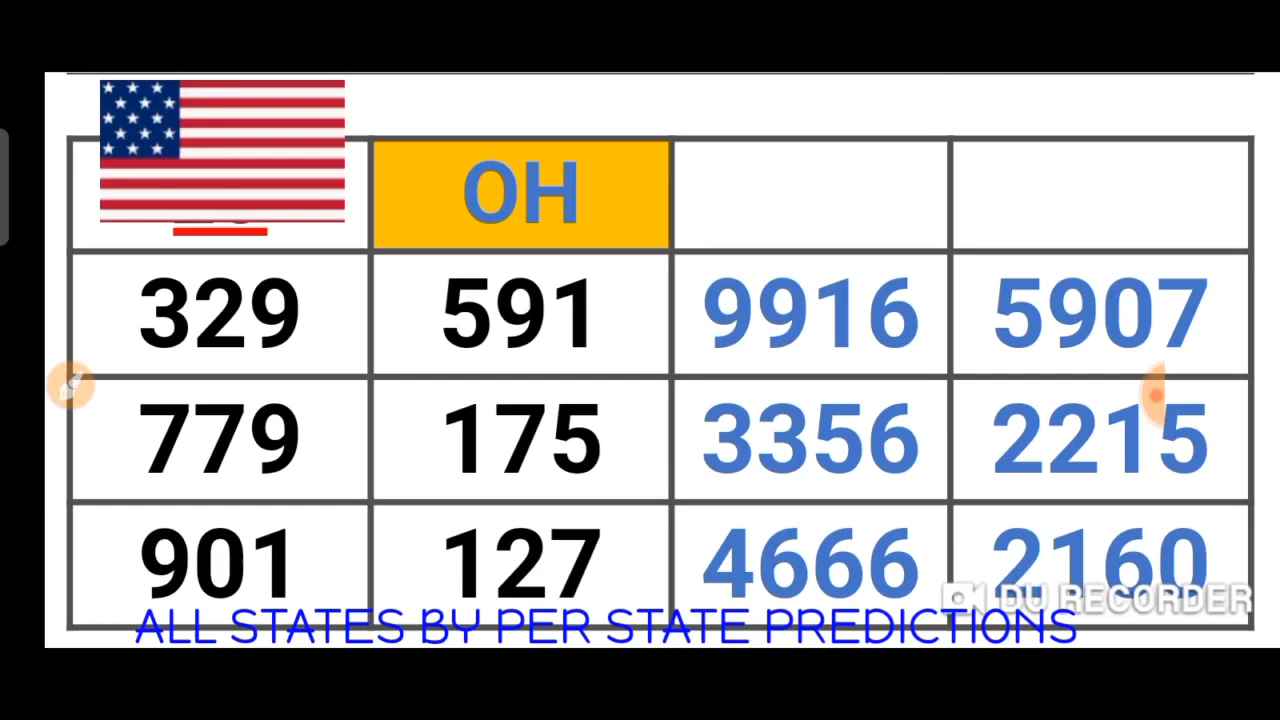 OH
329 591 9916 5907
779 175 3356 2215
901 127 4666 2160
DU RECORDER
ALL STATES BY PER STATE PREDICTIONS